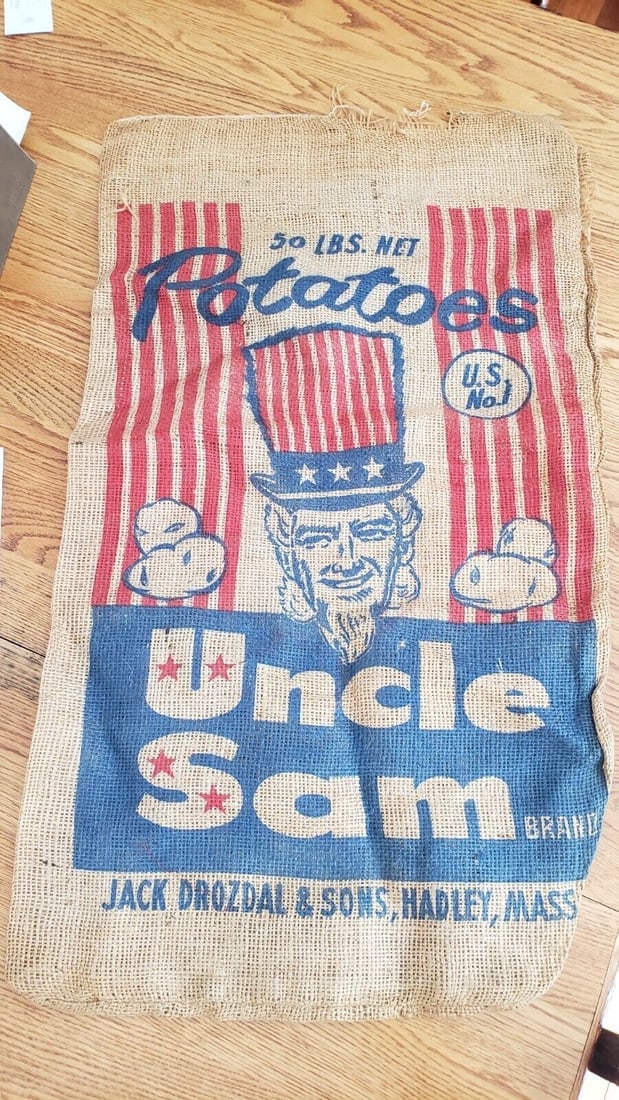 50 LBS. NET
Potatoes
U.S.
No.1
Uncle
Sam
BRAND
JACK DROZDAL & SONS, HADLEY, MASS